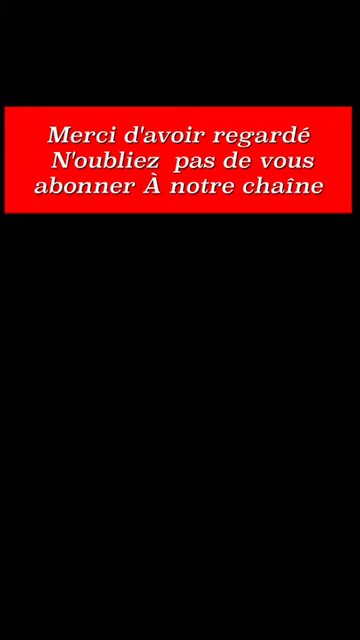 Merci d'avoir regardé
N'oubliez pas de vous
abonner À notre chaîne